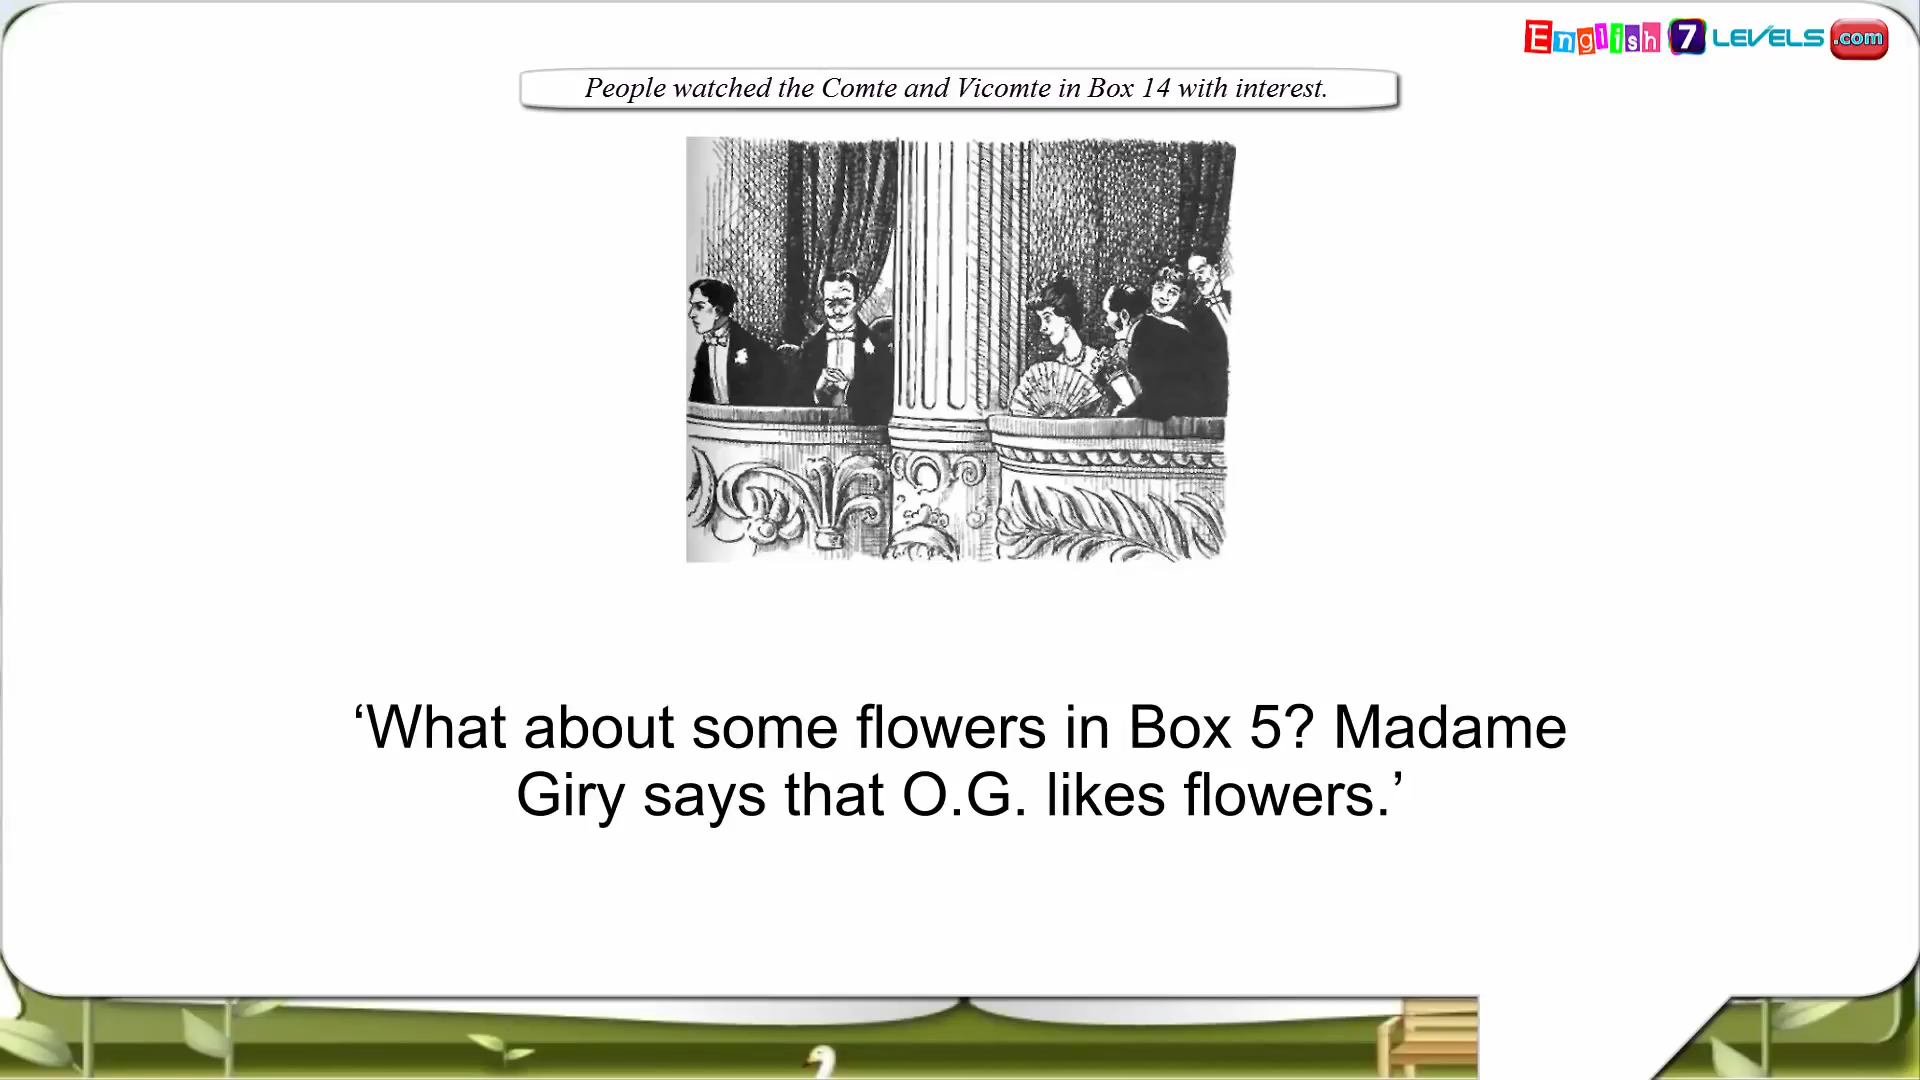 English 7 LEVELS .com
People watched the Comte and Vicomte in Box 14 with interest.
‘What about some flowers in Box 5? Madame
Giry says that O.G. likes flowers.’